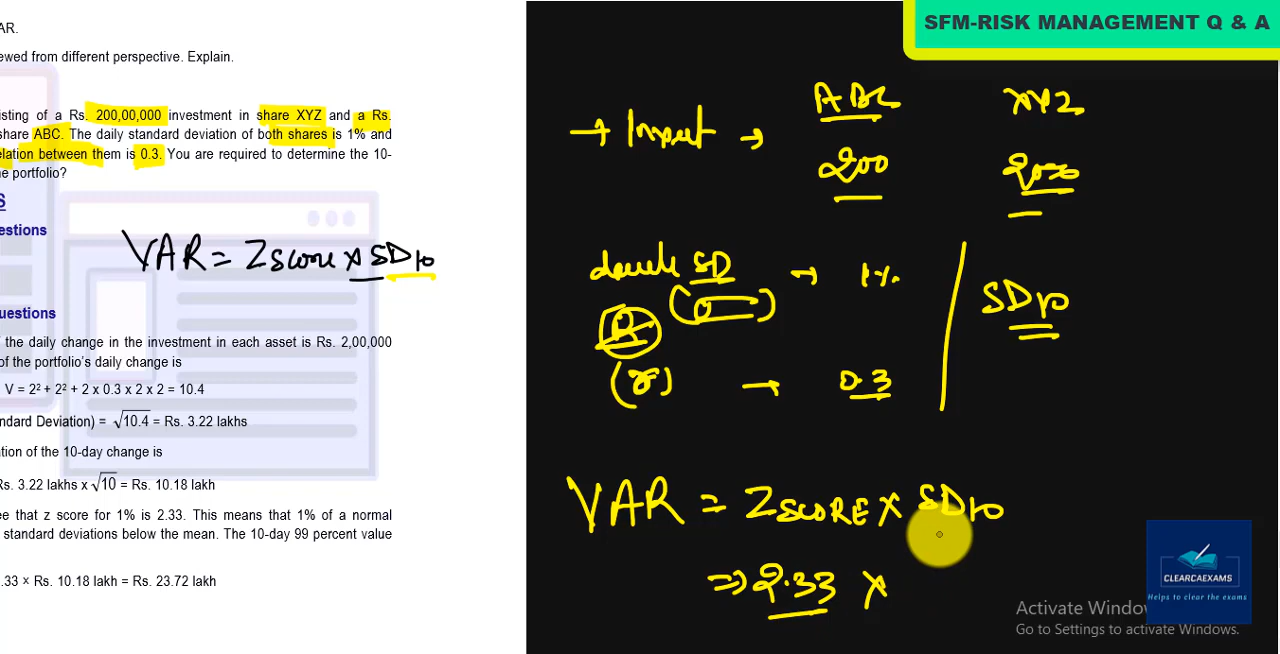 AR.
ewed from different perspective. Explain.
isting of a Rs. 200,00,000 investment in share XYZ and a Rs.
share ABC. The daily standard deviation of both shares is 1% and
elation between them is 0.3. You are required to determine the 10-
e portfolio?
S
estions
VAR = Z score × SD10
uestions
the daily change in the investment in each asset is Rs. 2,00,000
of the portfolio's daily change is
V = 2² + 2² + 2 x 0.3 x 2 x 2 = 10.4
ndard Deviation) = √10.4 = Rs. 3.22 lakhs
ation of the 10-day change is
Rs. 3.22 lakhs x √10 = Rs. 10.18 lakh
ee that z score for 1% is 2.33. This means that 1% of a normal
standard deviations below the mean. The 10-day 99 percent value
.33 × Rs. 10.18 lakh = Rs. 23.72 lakh
SFM-RISK MANAGEMENT Q & A
→ Input → ABC XYZ
200
SD → 1%
(σ)
SD10
(r) → 0.3
VAR = Z SCORE × SD10
⇒ 2.33 ×
CLEARCAEXAMS
Helps to clear the exams
Activate Windo
Go to Settings to activate Windows.